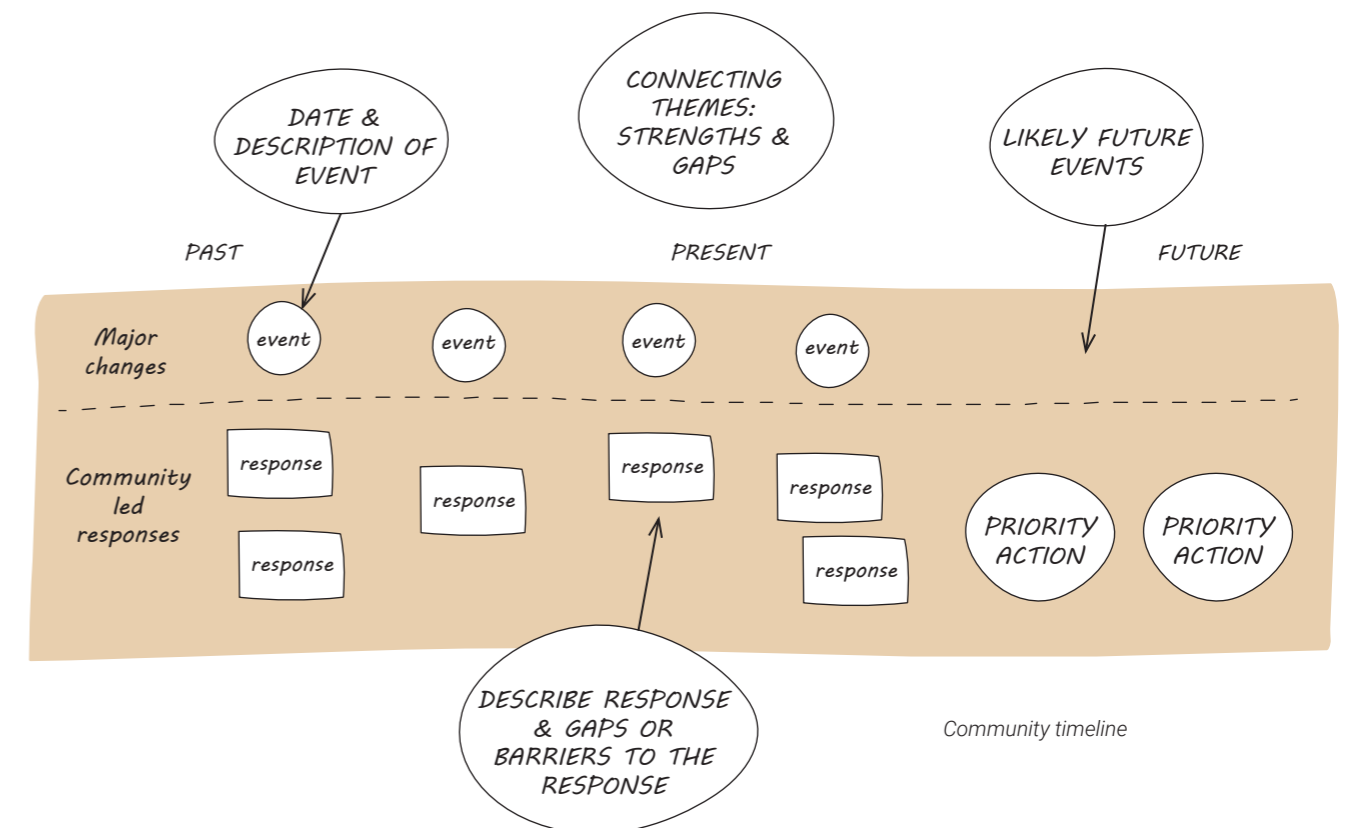 DATE &
DESCRIPTION OF
EVENT
CONNECTING
THEMES:
STRENGTHS &
GAPS
LIKELY FUTURE
EVENTS
PAST
PRESENT
FUTURE
Major
changes
event
event
event
event
Community
led
responses
response
response
response
response
response
response
PRIORITY
ACTION
PRIORITY
ACTION
DESCRIBE RESPONSE
& GAPS OR
BARRIERS TO THE
RESPONSE
Community timeline